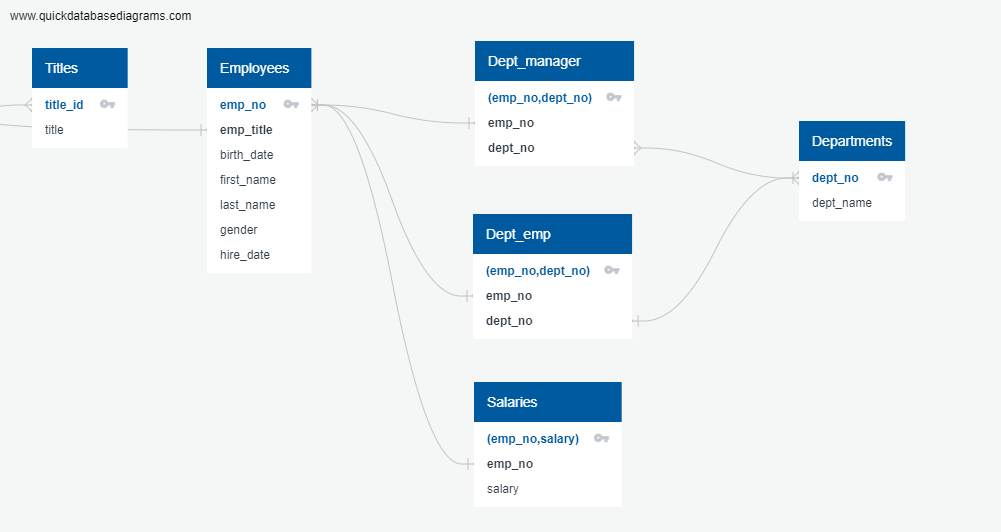 www.quickdatabasediagrams.com
Titles
title_id
title
Employees
emp_no
emp_title
birth_date
first_name
last_name
gender
hire_date
Dept_manager
(emp_no,dept_no)
emp_no
dept_no
Dept_emp
(emp_no,dept_no)
emp_no
dept_no
Salaries
(emp_no,salary)
emp_no
salary
Departments
dept_no
dept_name